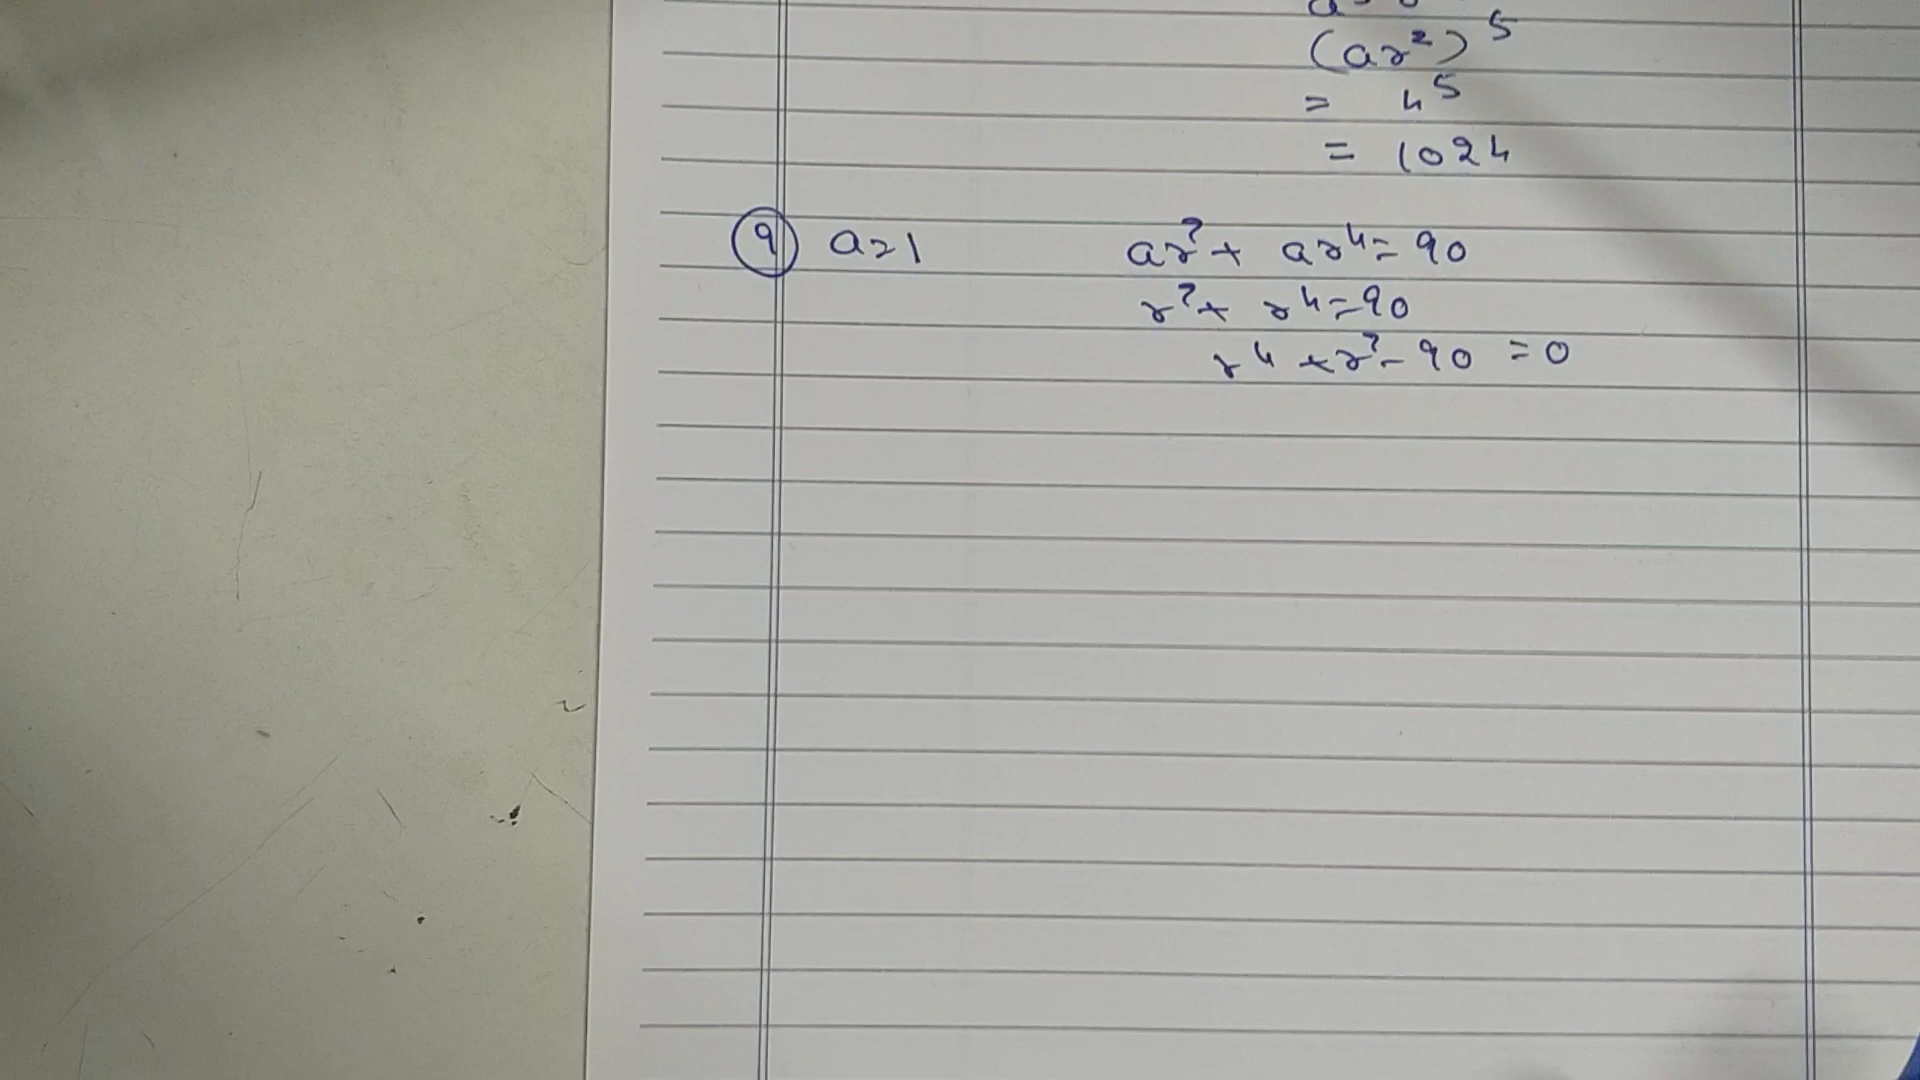 (ar²)⁵
= 4⁵
= 1024
9 a=1 ar²+ ar⁴= 90
r²+ r⁴=90
r⁴ +r²- 90 = 0